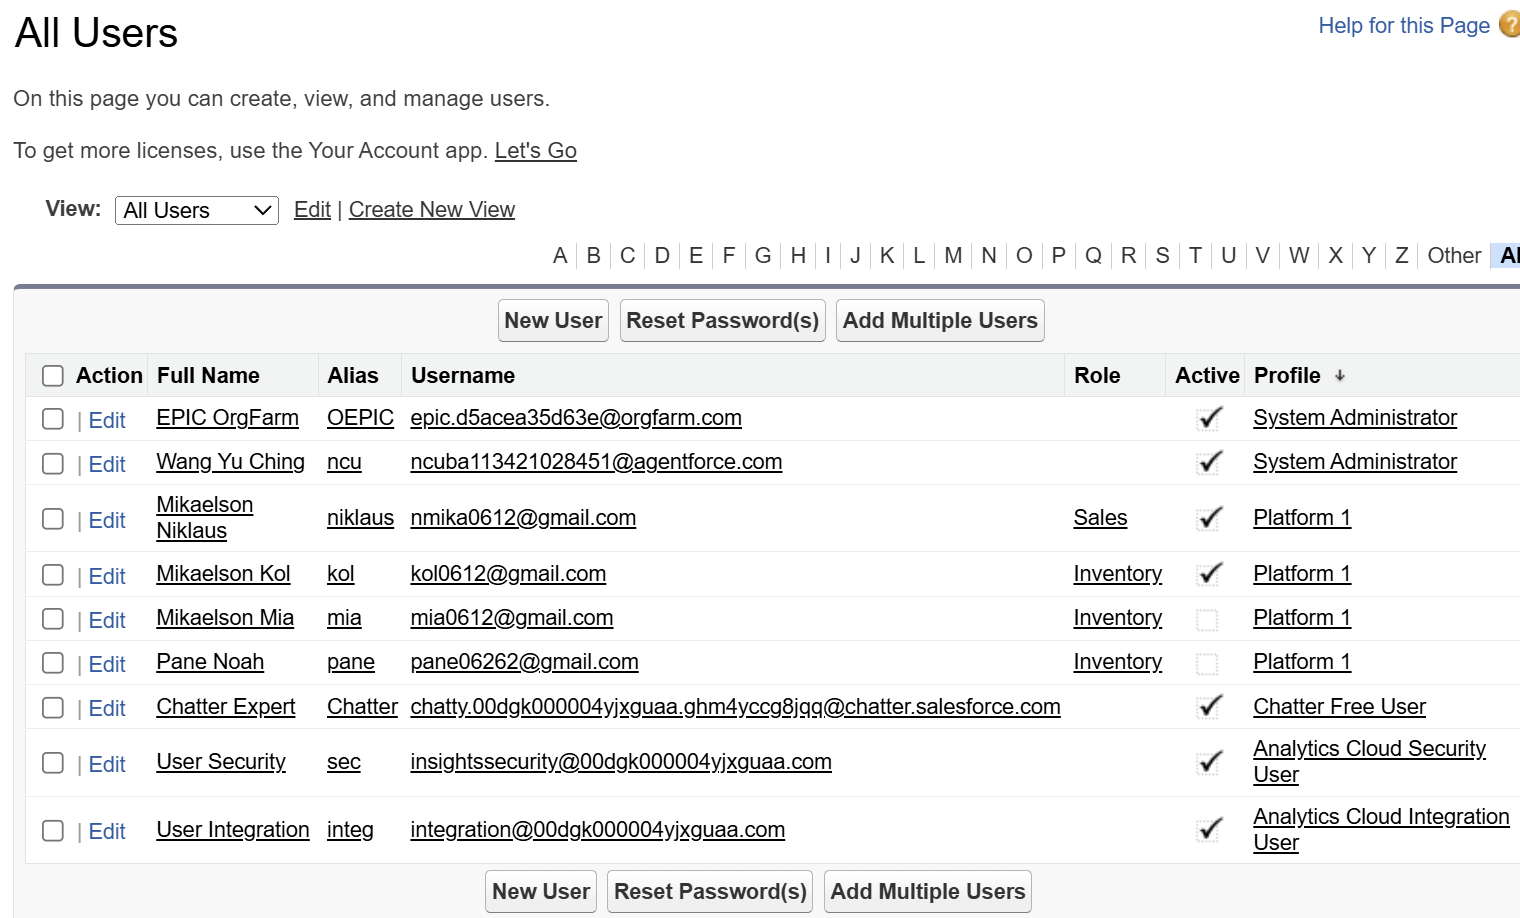 All Users
Help for this Page ?
On this page you can create, view, and manage users.
To get more licenses, use the Your Account app. Let's Go
View: All Users Edit | Create New View
A B C D E F G H I J K L M N O P Q R S T U V W X Y Z Other Al
New User Reset Password(s) Add Multiple Users
Action Full Name Alias Username Role Active Profile
| Edit EPIC OrgFarm OEPIC epic.d5acea35d63e@orgfarm.com System Administrator
| Edit Wang Yu Ching ncu ncuba113421028451@agentforce.com System Administrator
| Edit Mikaelson Niklaus niklaus nmika0612@gmail.com Sales Platform 1
| Edit Mikaelson Kol kol kol0612@gmail.com Inventory Platform 1
| Edit Mikaelson Mia mia mia0612@gmail.com Inventory Platform 1
| Edit Pane Noah pane pane06262@gmail.com Inventory Platform 1
| Edit Chatter Expert Chatter chatty.00dgk000004yjxguaa.ghm4yccg8jqq@chatter.salesforce.com Chatter Free User
| Edit User Security sec insightssecurity@00dgk000004yjxguaa.com Analytics Cloud Security User
| Edit User Integration integ integration@00dgk000004yjxguaa.com Analytics Cloud Integration User
New User Reset Password(s) Add Multiple Users